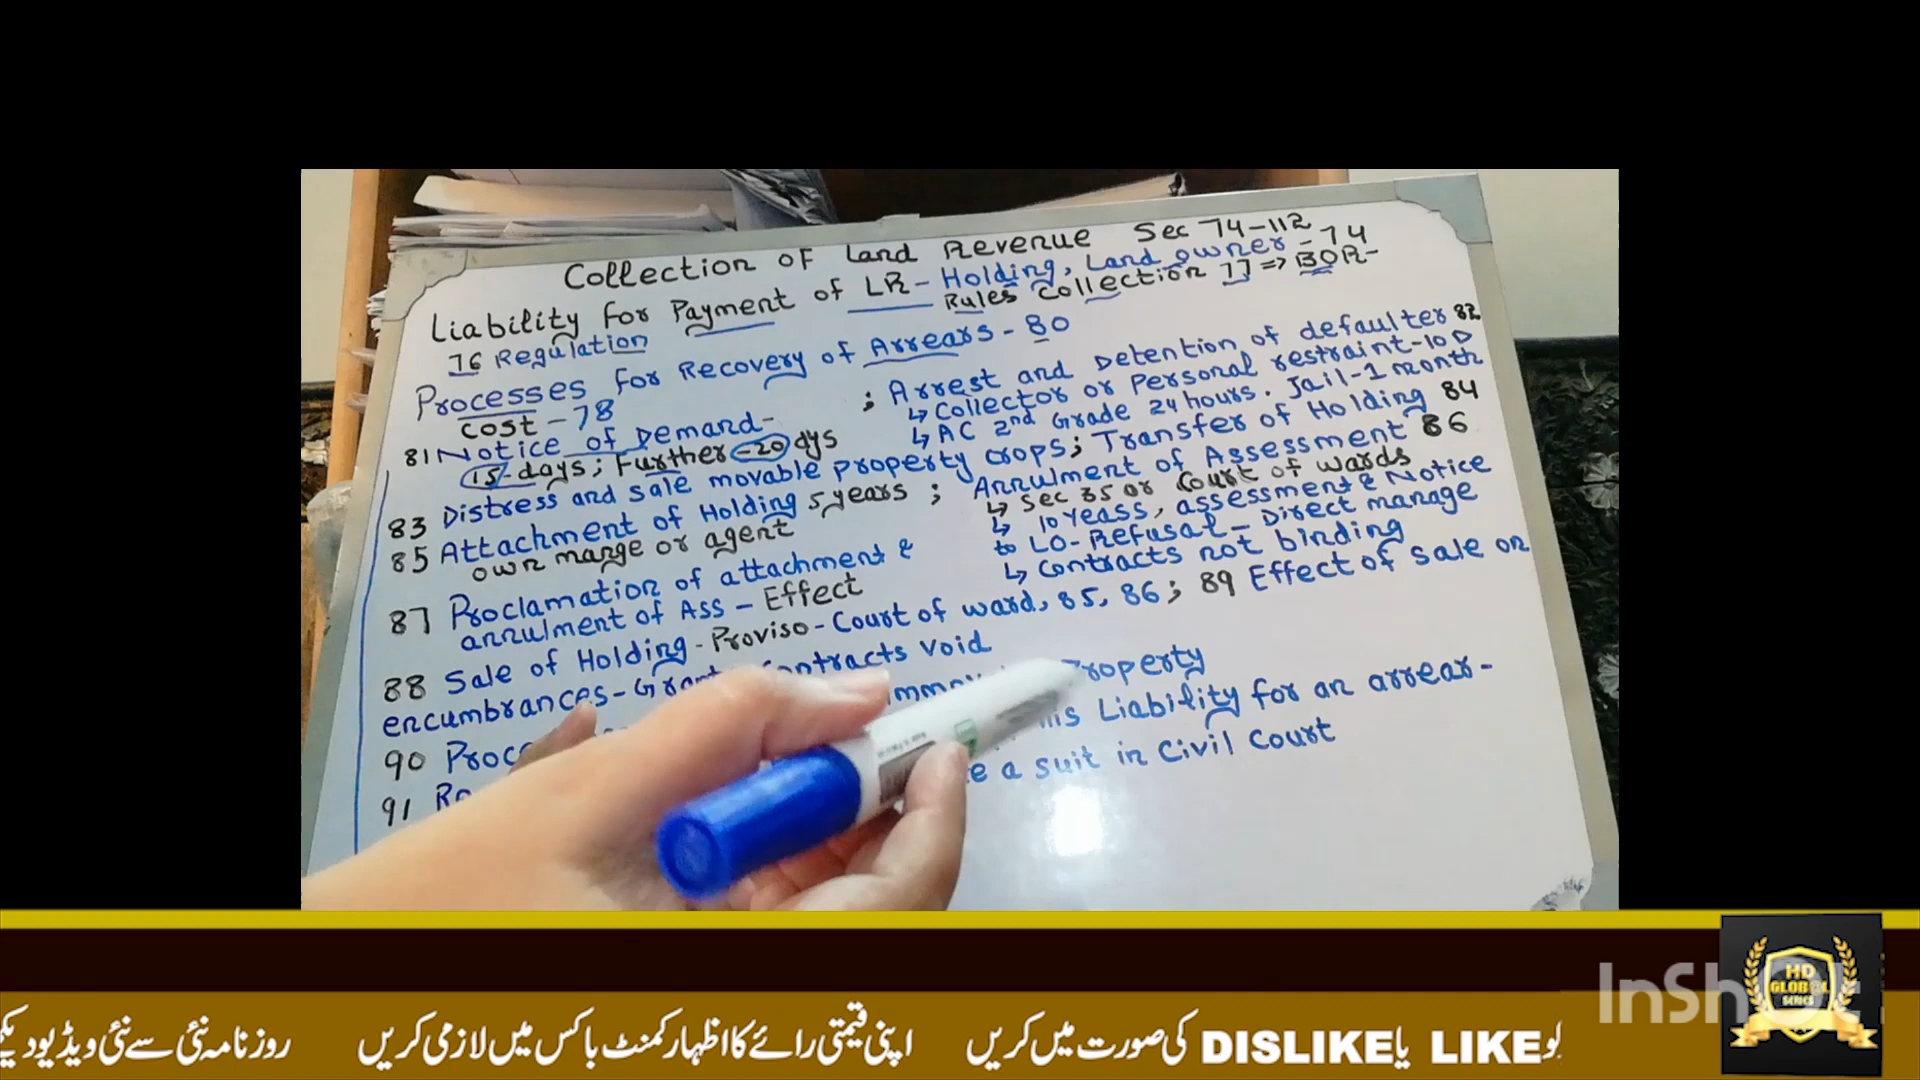 Collection of Land Revenue Sec 74-112
Liability for Payment of LR - Holding, Land owner - 74
76 Regulation Rules Collection 77 => BOR-
Processes for Recovery of Arrears - 80
cost - 78
; Arrest and Detention of defaulter 82
↳ Collector or Personal restraint-10D
↳ AC 2nd Grade 24 hours. Jail-1 month
81 Notice of Demand-
15-days; Further -20 dys
83 Distress and sale movable property crops; Transfer of Holding 84
85 Attachment of Holding 5 years ; Annulment of Assessment 86
own mange or agent
↳ Sec 35 or Court of wards
↳ 10 years, assessment & Notice
to LO-Refusal - Direct manage
↳ Contracts not binding
87 Proclamation of attachment &
annulment of Ass - Effect
88 Sale of Holding - Proviso - Court of ward, 85, 86 ; 89 Effect of Sale on
encumbrances - Contracts void
90 Property
91 his Liability for an arrear-
a suit in Civil Court
HD
GLOBAL
SERIES
InSh
کو LIKE یا DISLIKE کی صورت میں کریں اپنی قیمتی رائے کا اظہار کمنٹ باکس میں لازمی کریں روزنامہ نئی سے نئی ویڈیو